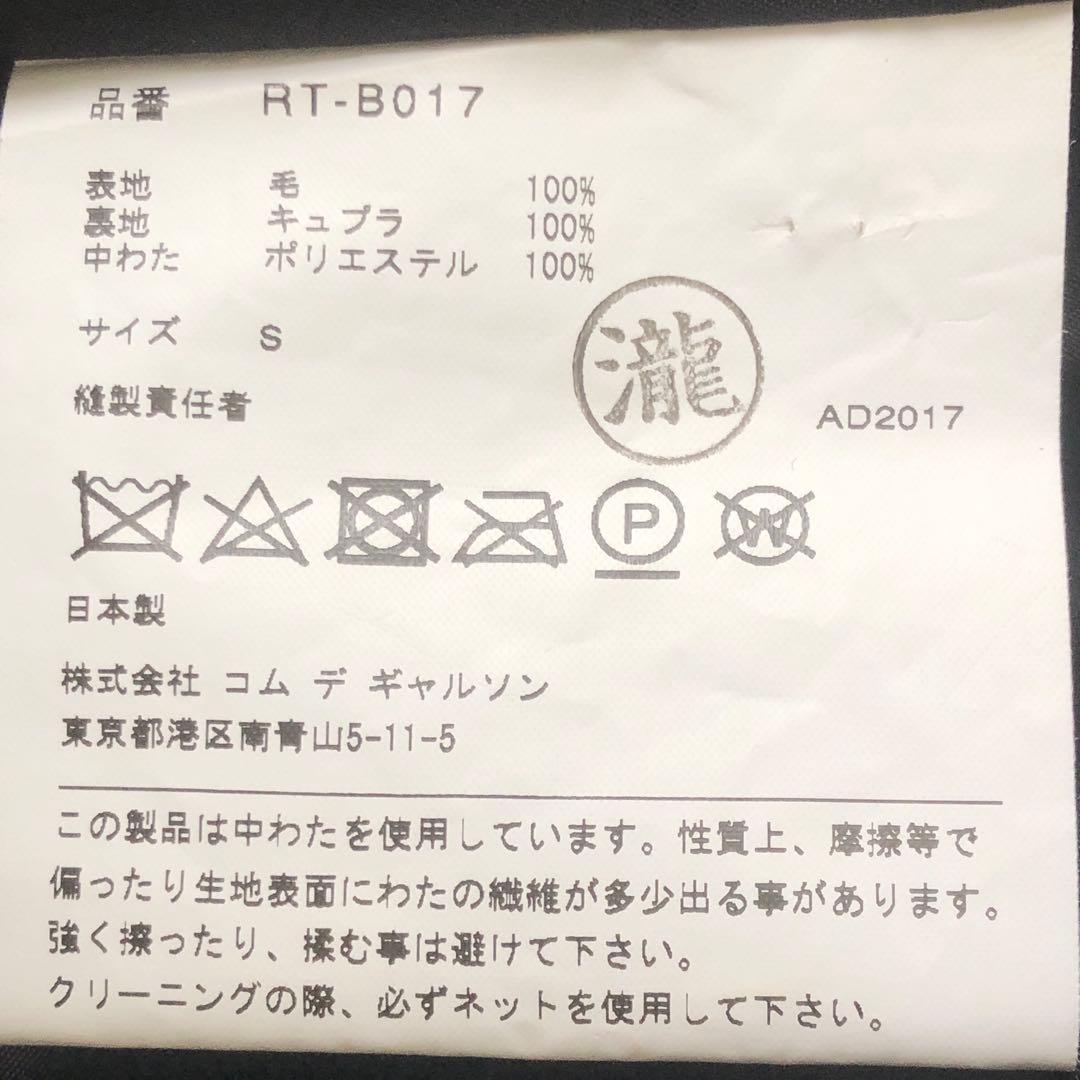 品番 RT-B017
表地 毛 100%
裏地 キュプラ 100%
中わた ポリエステル 100%
サイズ S
縫製責任者 瀧 AD2017
P W
日本製
株式会社 コム デ ギャルソン
東京都港区南青山5-11-5
この製品は中わたを使用しています。性質上、摩擦等で
偏ったり生地表面にわたの繊維が多少出る事があります。
強く擦ったり、揉む事は避けて下さい。
クリーニングの際、必ずネットを使用して下さい。